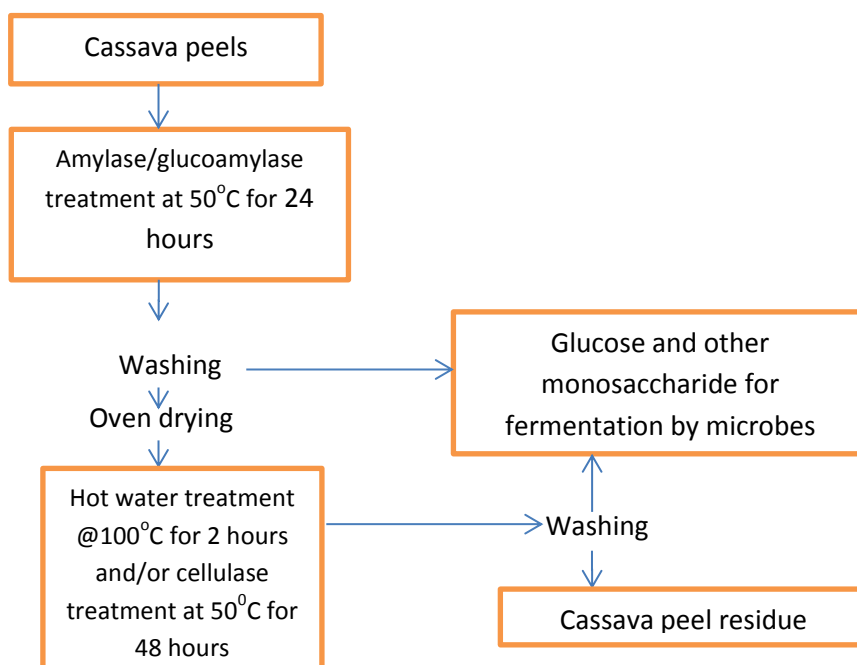 Cassava peels
Amylase/glucoamylase
treatment at 50°C for 24
hours
Washing
Oven drying
Hot water treatment
@100°C for 2 hours
and/or cellulase
treatment at 50⁰C for
48 hours
Glucose and other
monosaccharide for
fermentation by microbes
Washing
Cassava peel residue